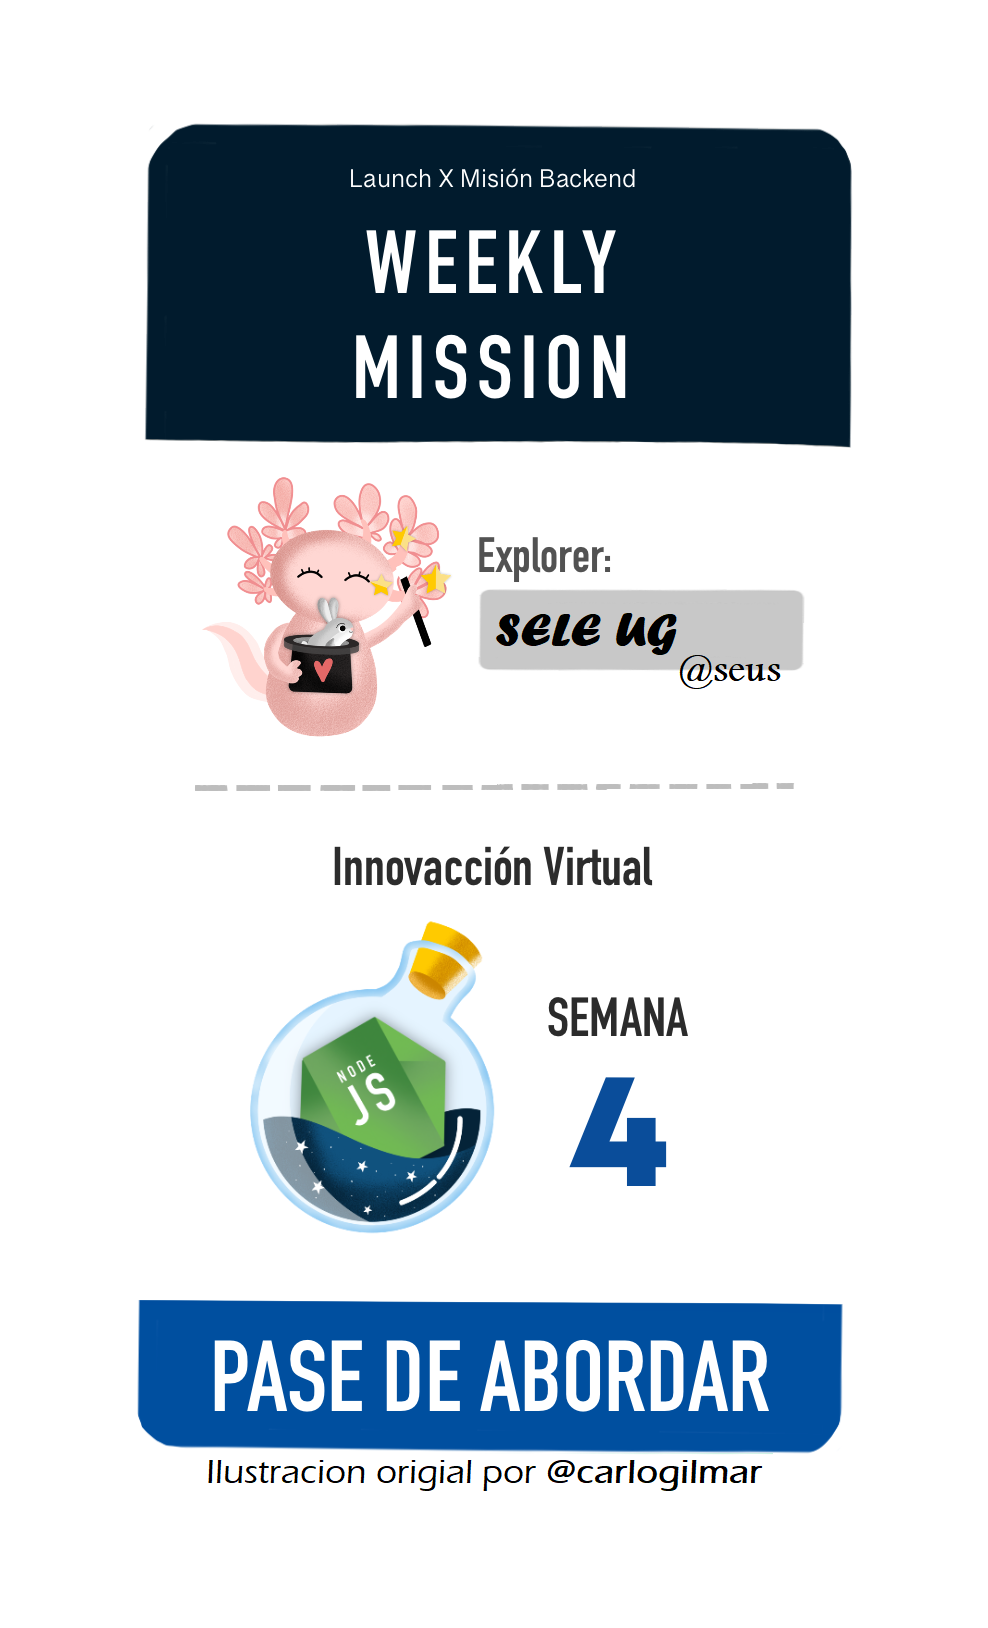 Launch X Misión Backend
WEEKLY
MISSION
Explorer:
SELE UG
@seus
Innovacción Virtual
NODE
JS
SEMANA
4
PASE DE ABORDAR
Ilustracion origial por @carlogilmar